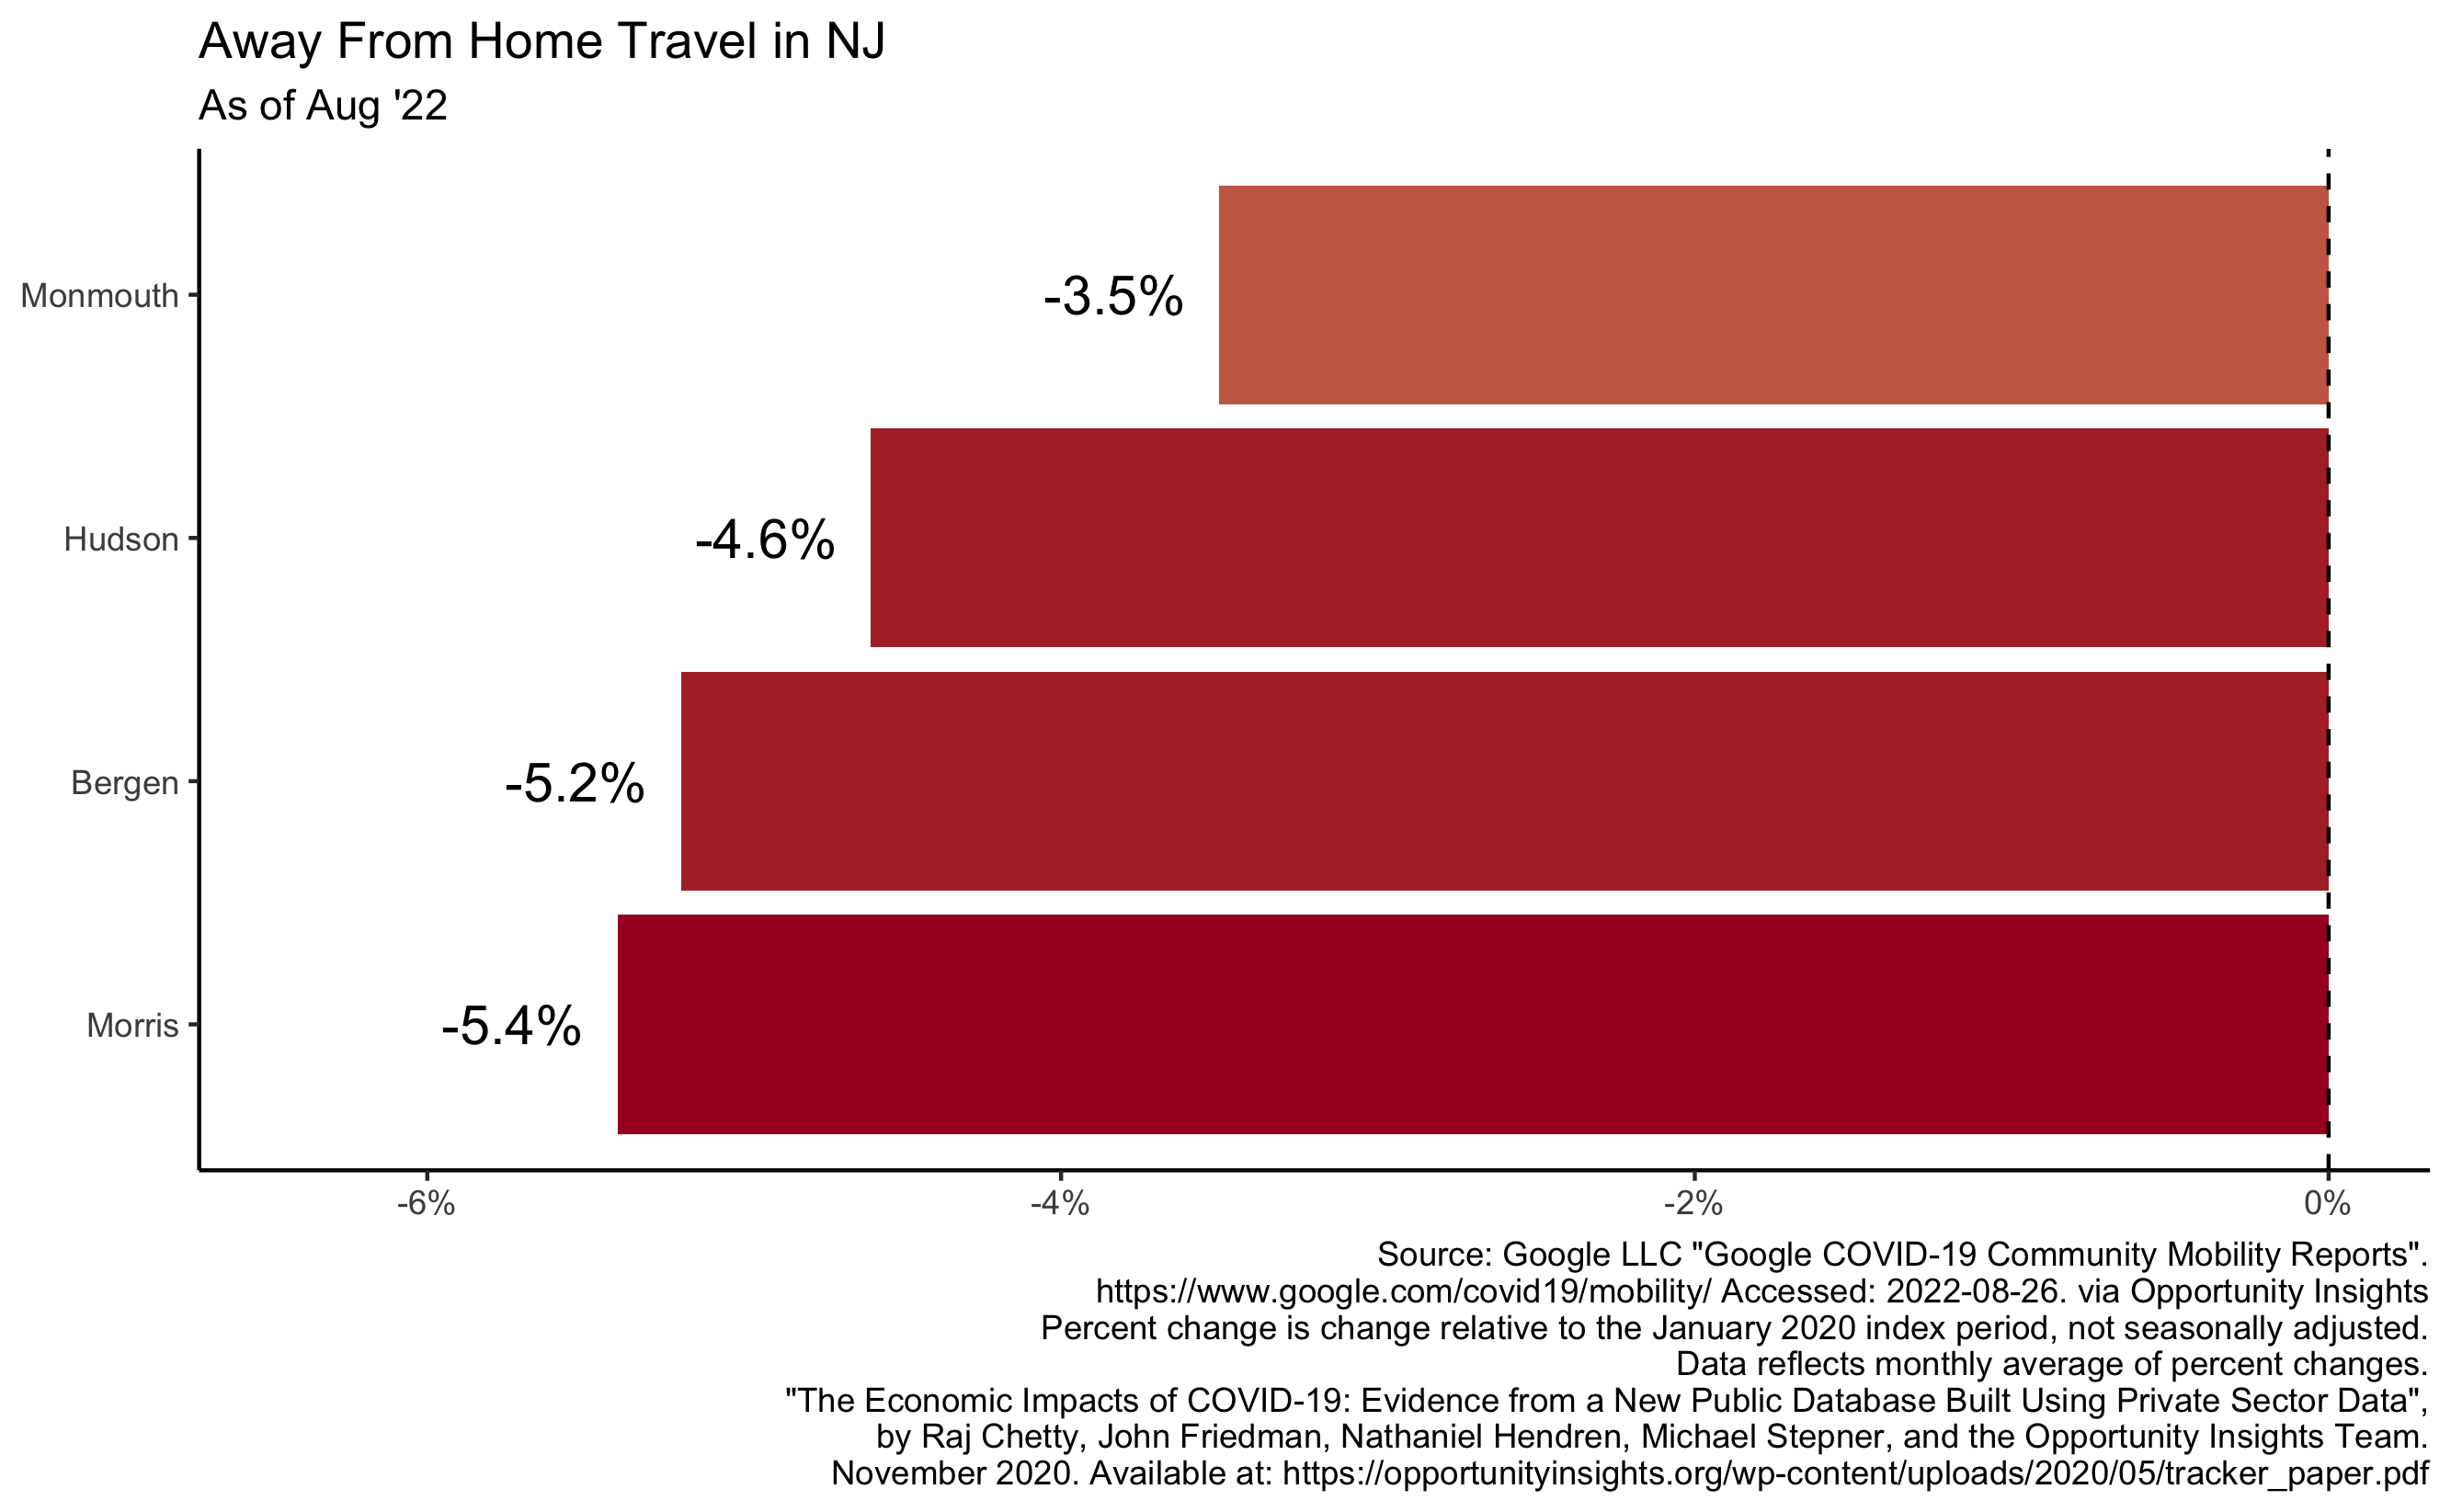 Away From Home Travel in NJ
As of Aug '22
Monmouth
-3.5%
Hudson
-4.6%
Bergen
-5.2%
Morris
-5.4%
-6%
-4%
-2%
0%
Source: Google LLC "Google COVID-19 Community Mobility Reports".
https://www.google.com/covid19/mobility/ Accessed: 2022-08-26. via Opportunity Insights
Percent change is change relative to the January 2020 index period, not seasonally adjusted.
Data reflects monthly average of percent changes.
"The Economic Impacts of COVID-19: Evidence from a New Public Database Built Using Private Sector Data",
by Raj Chetty, John Friedman, Nathaniel Hendren, Michael Stepner, and the Opportunity Insights Team.
November 2020. Available at: https://opportunityinsights.org/wp-content/uploads/2020/05/tracker_paper.pdf